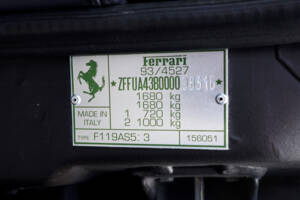 Ferrari
93/4527
*ZFFUA43B0000
1680 kg
1680 kg
1 720 kg
2 1000 kg
MADE IN
ITALY
TYPE F119AS5: 3
156051